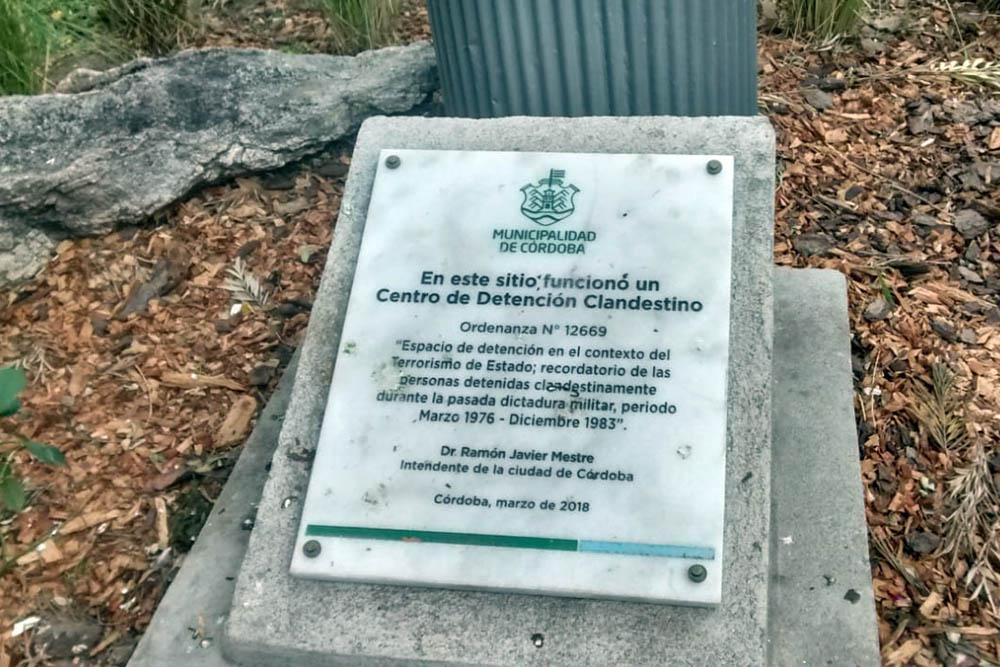 MUNICIPALIDAD
DE CÓRDOBA
En este sitio funcionó un
Centro de Detención Clandestino
Ordenanza N° 12669
"Espacio de detención en el contexto del
Terrorismo de Estado; recordatorio de las
personas detenidas clandestinamente
durante la pasada dictadura militar, periodo
Marzo 1976 - Diciembre 1983".
Dr. Ramón Javier Mestre
Intendente de la ciudad de Córdoba
Córdoba, marzo de 2018